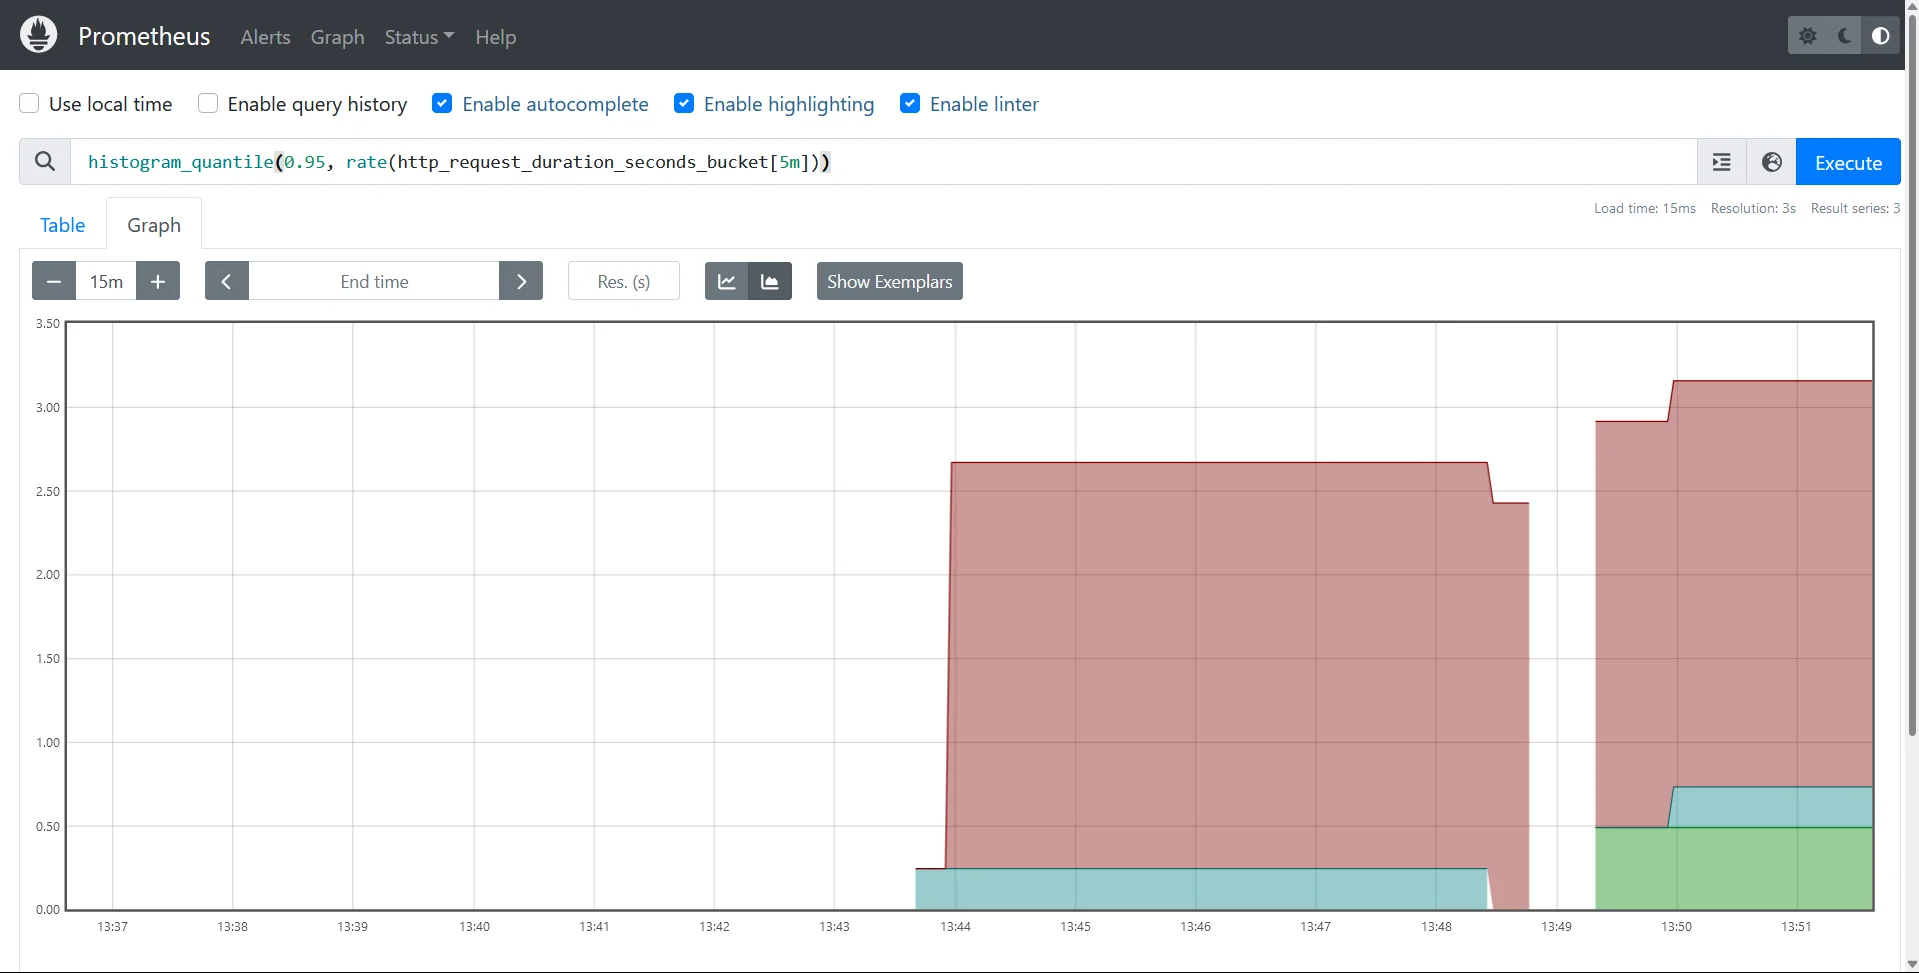 Prometheus Alerts Graph Status Help
Use local time Enable query history Enable autocomplete Enable highlighting Enable linter
histogram_quantile(0.95, rate(http_request_duration_seconds_bucket[5m])) Execute
Table Graph Load time: 15ms Resolution: 3s Result series: 3
15m End time Res. (s) Show Exemplars
3.50
3.00
2.50
2.00
1.50
1.00
0.50
0.00
13:37 13:38 13:39 13:40 13:41 13:42 13:43 13:44 13:45 13:46 13:47 13:48 13:49 13:50 13:51